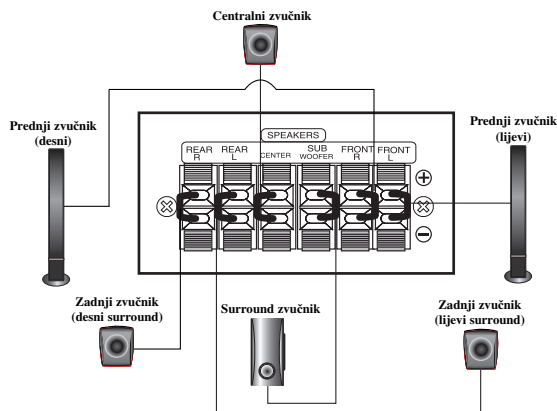 Centralni zvučnik
Prednji zvučnik
(desni)
Prednji zvučnik
(lijevi)
SPEAKERS
REAR
R
REAR
L
CENTER
SUB
WOOFER
FRONT
R
FRONT
L
+
−
Zadnji zvučnik
(desni surround)
Surround zvučnik
Zadnji zvučnik
(lijevi surround)